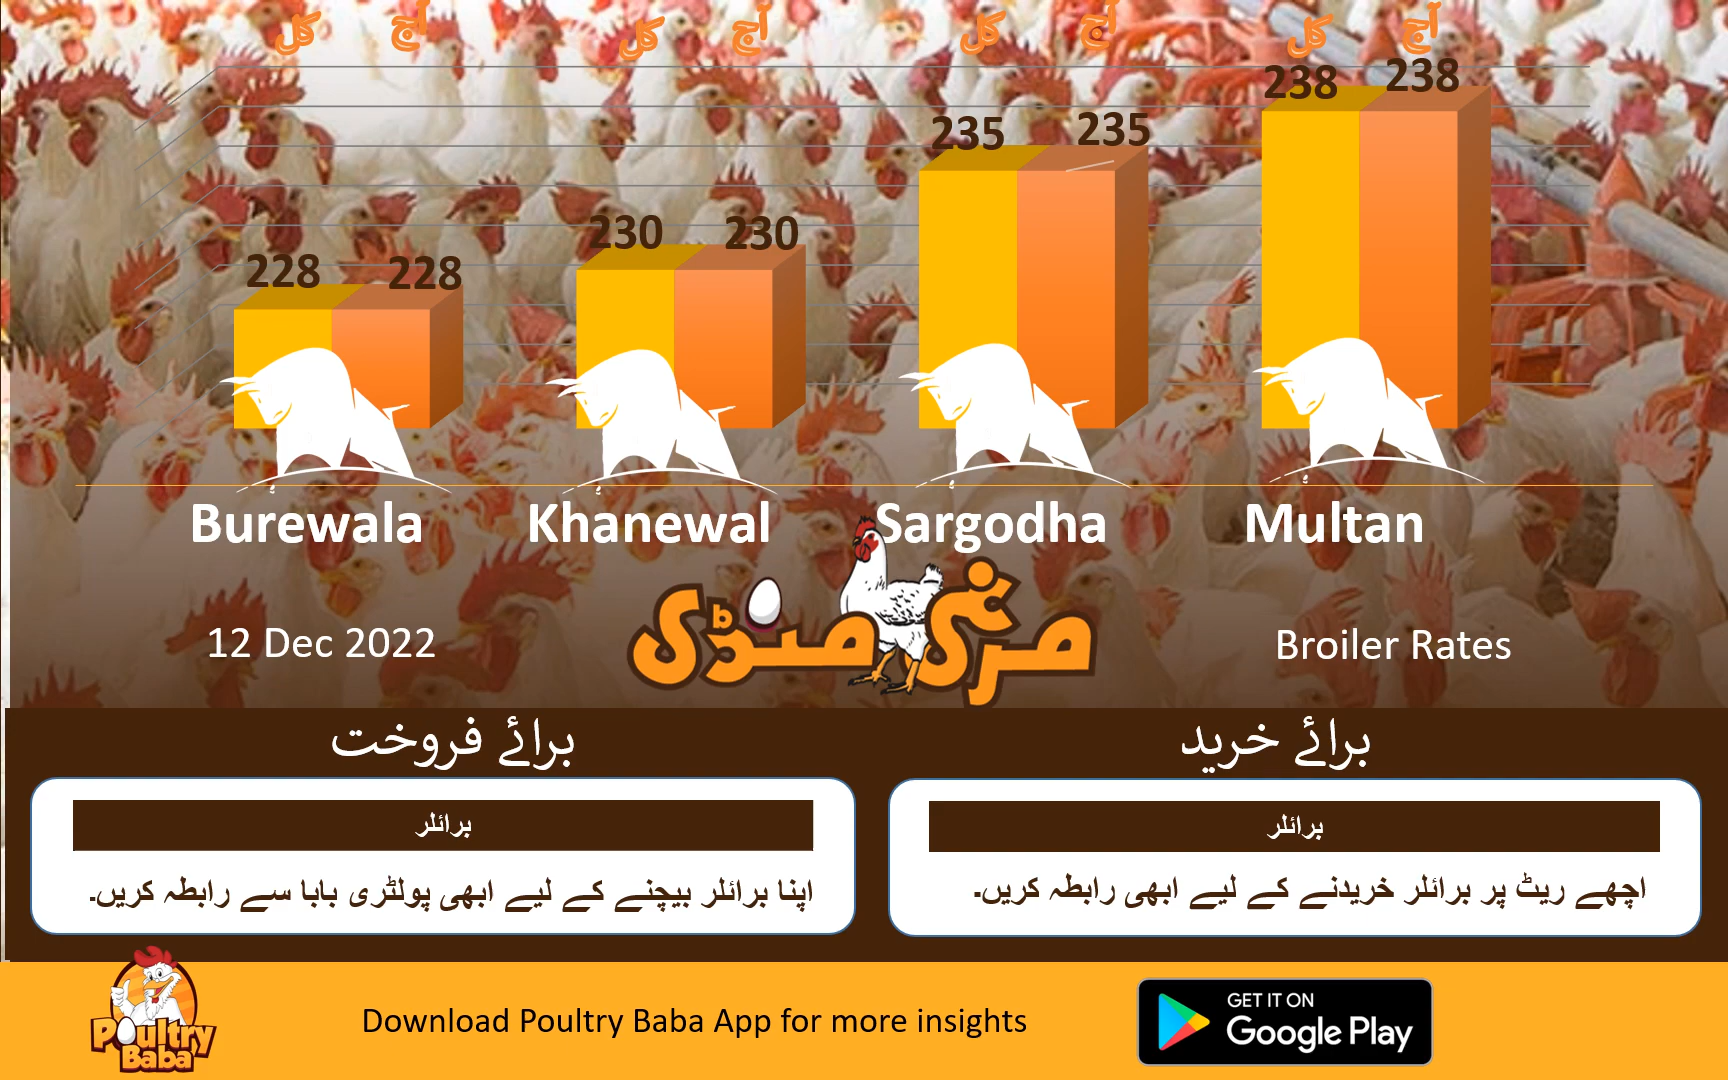 کل آج کل آج کل آج کل آج
228 228 230 230 235 235 238 238
Burewala Khanewal Sargodha Multan
مرغی منڈی
12 Dec 2022
Broiler Rates
برائے خرید
برائلر
اچھے ریٹ پر برائلر خریدنے کے لیے ابھی رابطہ کریں۔
برائے فروخت
برائلر
اپنا برائلر بیچنے کے لیے ابھی پولٹری بابا سے رابطہ کریں۔
Poultry
Baba
Download Poultry Baba App for more insights
GET IT ON
Google Play